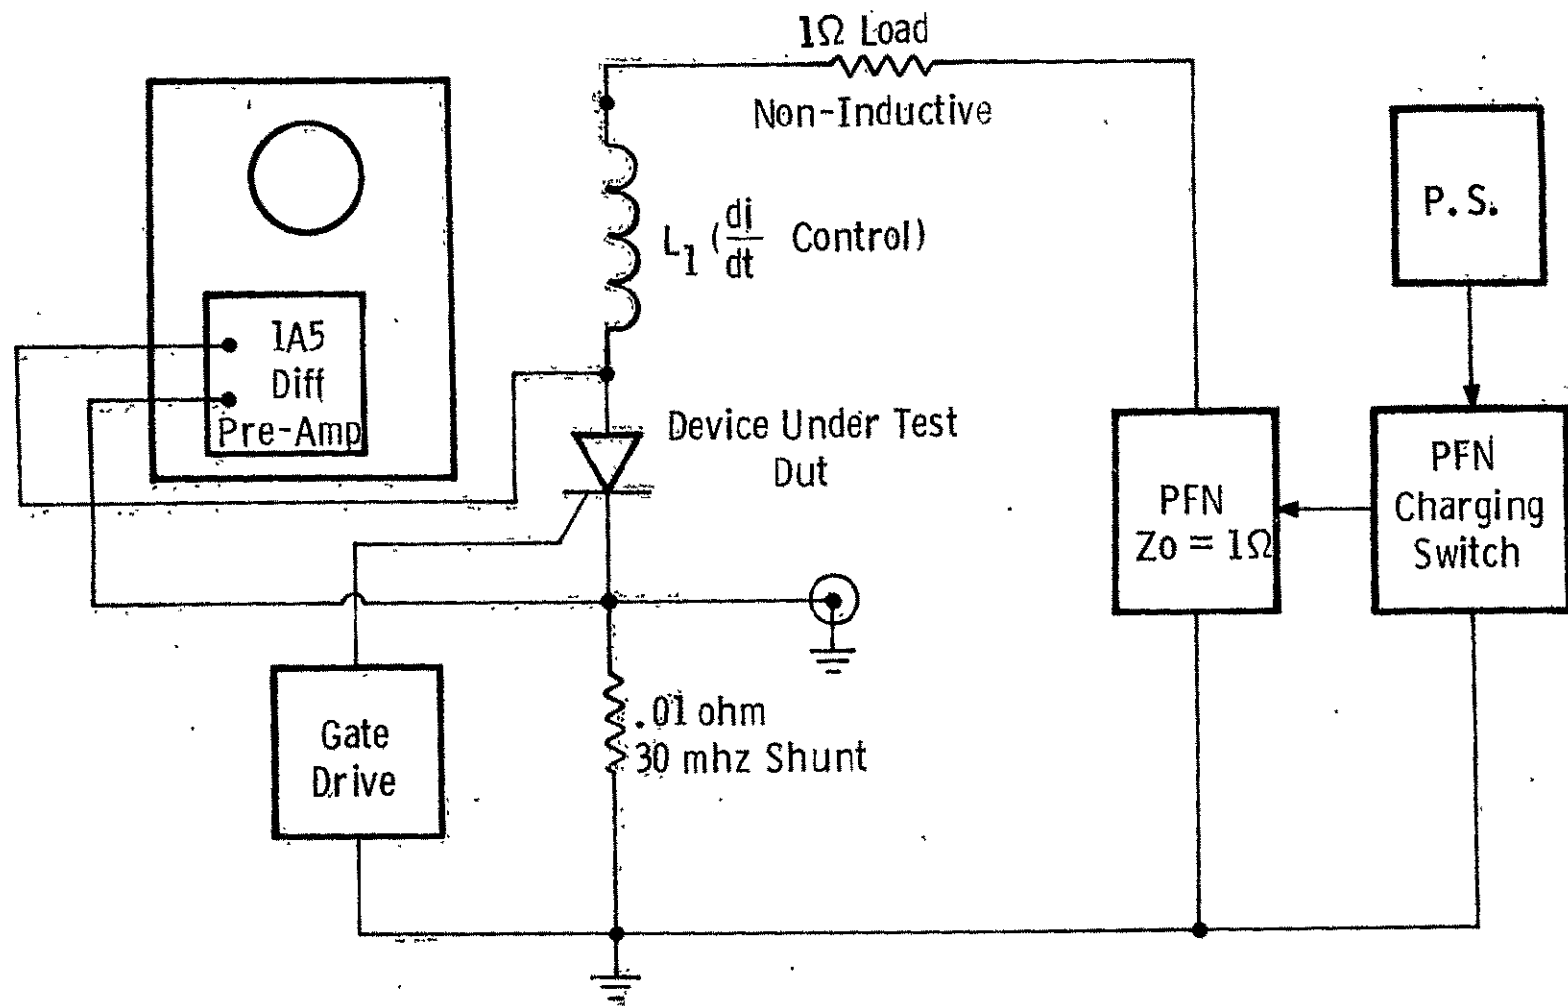 1Ω Load
Non-Inductive
L1 (di/dt Control)
P. S.
1A5
Diff
Pre-Amp
Device Under Test
Dut
PFN
Zo = 1Ω
PFN
Charging
Switch
.01 ohm
30 mhz Shunt
Gate
Drive